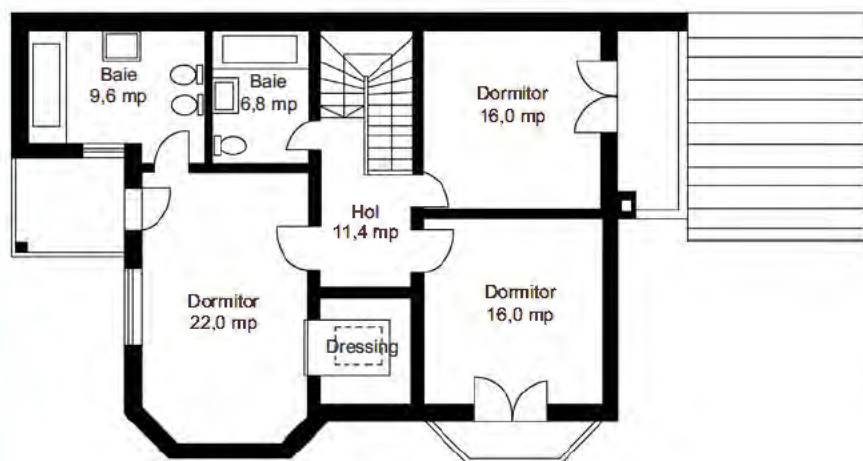 Baie
9,6 mp
Baie
6,8 mp
Dormitor
16,0 mp
Hol
11,4 mp
Dormitor
22,0 mp
Dormitor
16,0 mp
Dressing